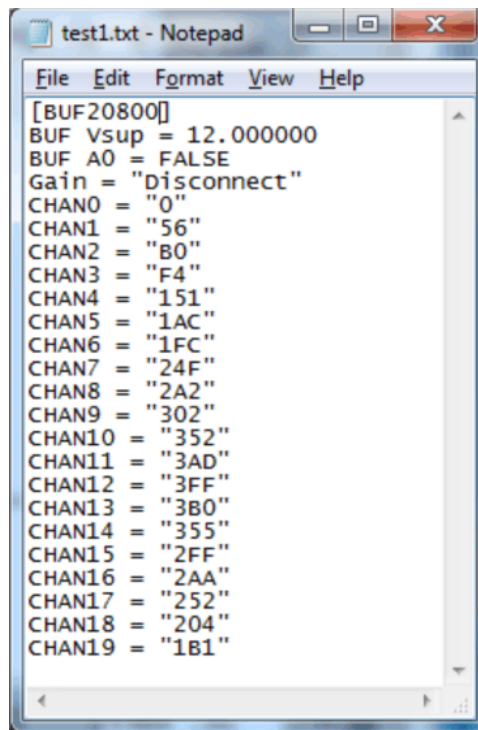 test1.txt - Notepad
File Edit Format View Help
[BUF20800]
BUF Vsup = 12.000000
BUF A0 = FALSE
Gain = "Disconnect"
CHAN0 = "0"
CHAN1 = "56"
CHAN2 = "B0"
CHAN3 = "F4"
CHAN4 = "151"
CHAN5 = "1AC"
CHAN6 = "1FC"
CHAN7 = "24F"
CHAN8 = "2A2"
CHAN9 = "302"
CHAN10 = "352"
CHAN11 = "3AD"
CHAN12 = "3FF"
CHAN13 = "3B0"
CHAN14 = "355"
CHAN15 = "2FF"
CHAN16 = "2AA"
CHAN17 = "252"
CHAN18 = "204"
CHAN19 = "1B1"